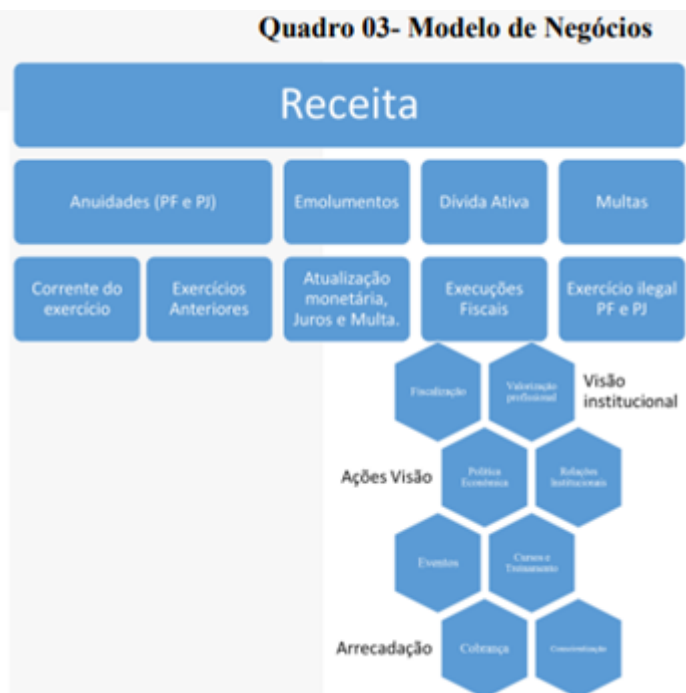 Quadro 03- Modelo de Negócios
Receita
Anuidades (PF e PJ)
Emolumentos
Dívida Ativa
Multas
Corrente do
exercício
Exercícios
Anteriores
Atualização
monetária,
Juros e Multa.
Execuções
Fiscais
Exercício ilegal
PF e PJ
Fiscalização
Valorização
profissional
Visão
institucional
Ações Visão
Política
Econômica
Relações
Institucionais
Eventos
Cursos e
Treinamento
Arrecadação
Cobrança
Conscientização